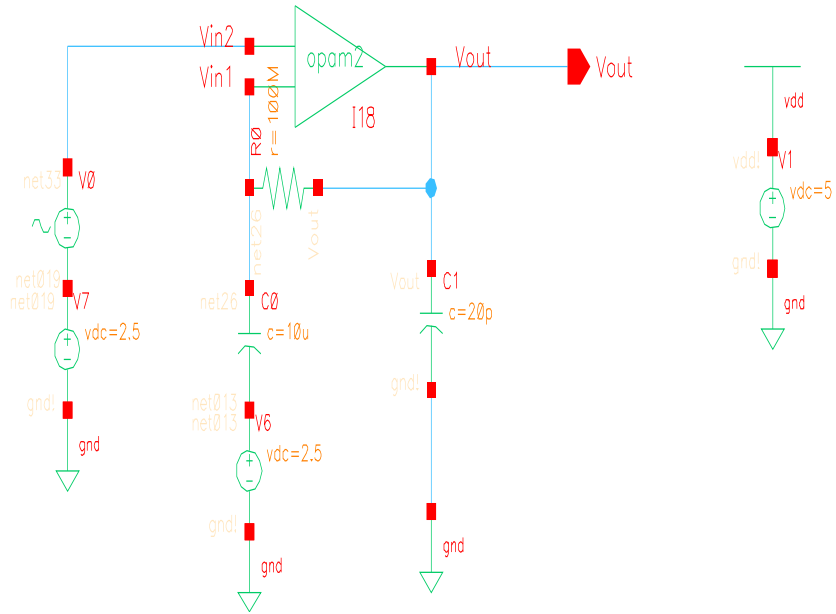 Vin2
opam2
Vout
Vout
Vin1
I18
R0
r=100M
vdd
net33
V0
vdd!
V1
vdc=5
net26
Vout
gnd!
net019
net019
V7
net26
C0
Vout
C1
gnd
vdc=2.5
c=10u
c=20p
gnd!
gnd!
net013
net013
V6
gnd
vdc=2.5
gnd!
gnd
gnd